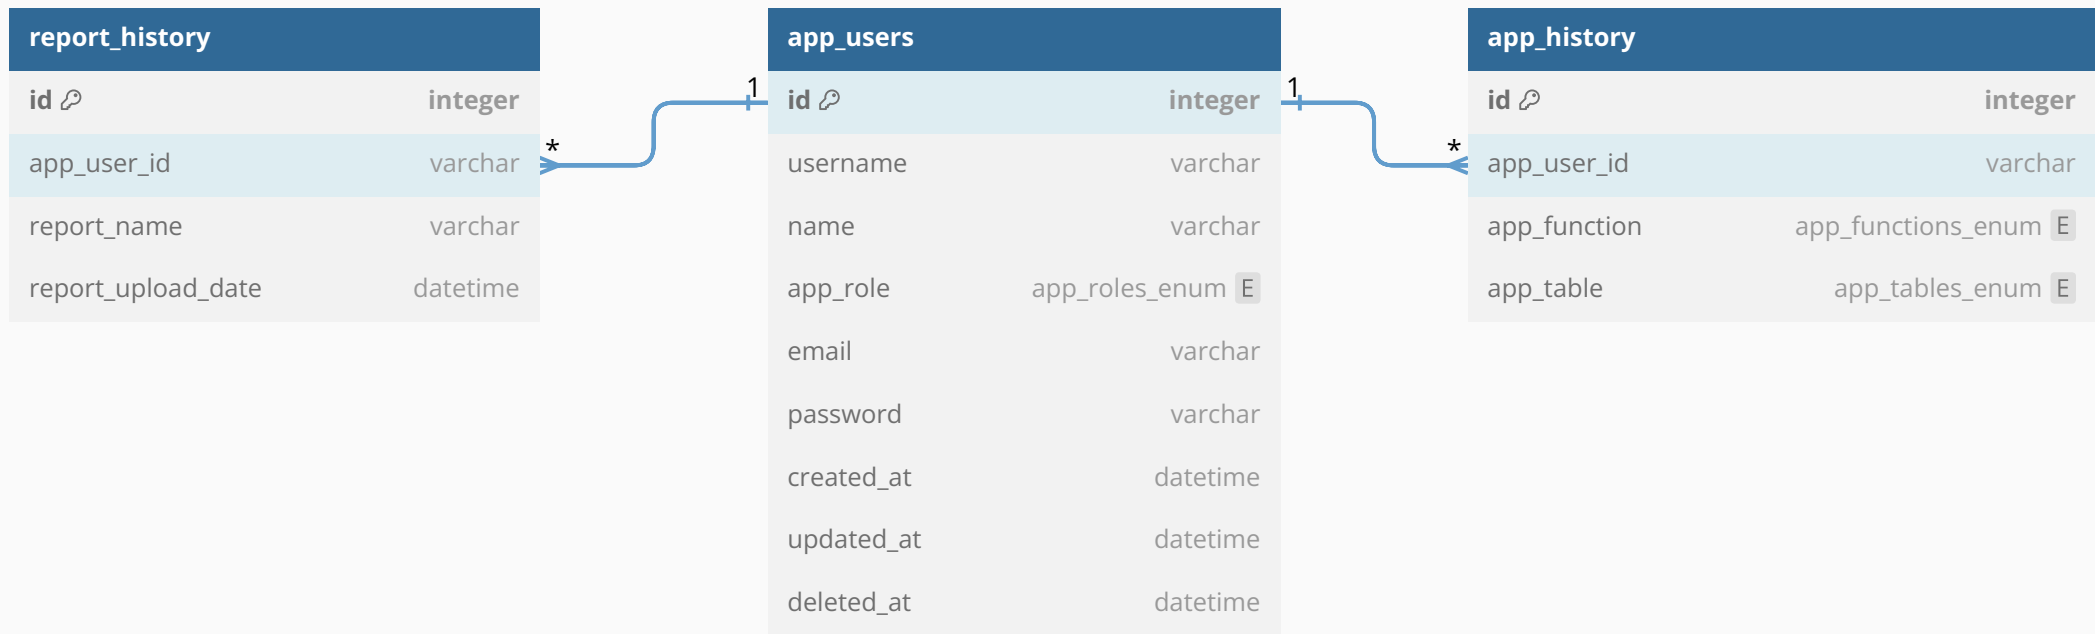 report_history
id integer
app_user_id varchar
report_name varchar
report_upload_date datetime
*
1
app_users
id integer
username varchar
name varchar
app_role app_roles_enum E
email varchar
password varchar
created_at datetime
updated_at datetime
deleted_at datetime
1
*
app_history
id integer
app_user_id varchar
app_function app_functions_enum E
app_table app_tables_enum E